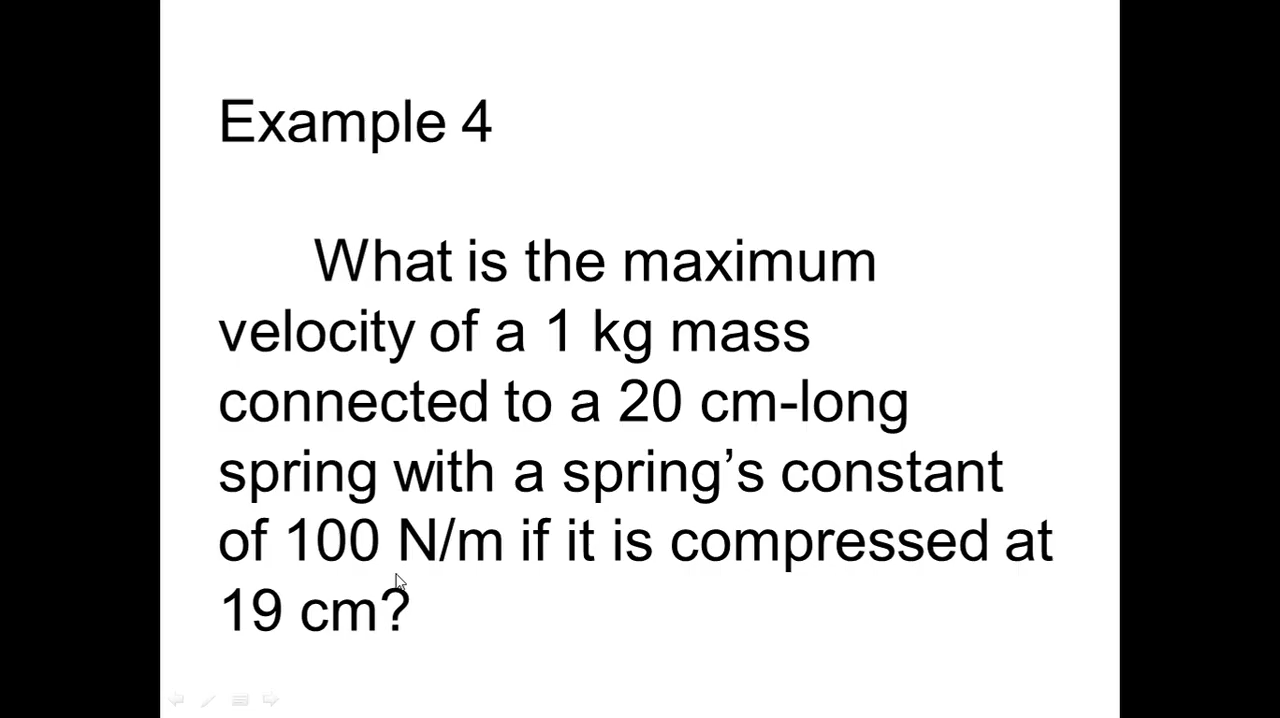 Example 4
What is the maximum
velocity of a 1 kg mass
connected to a 20 cm-long
spring with a spring’s constant
of 100 N/m if it is compressed at
19 cm?